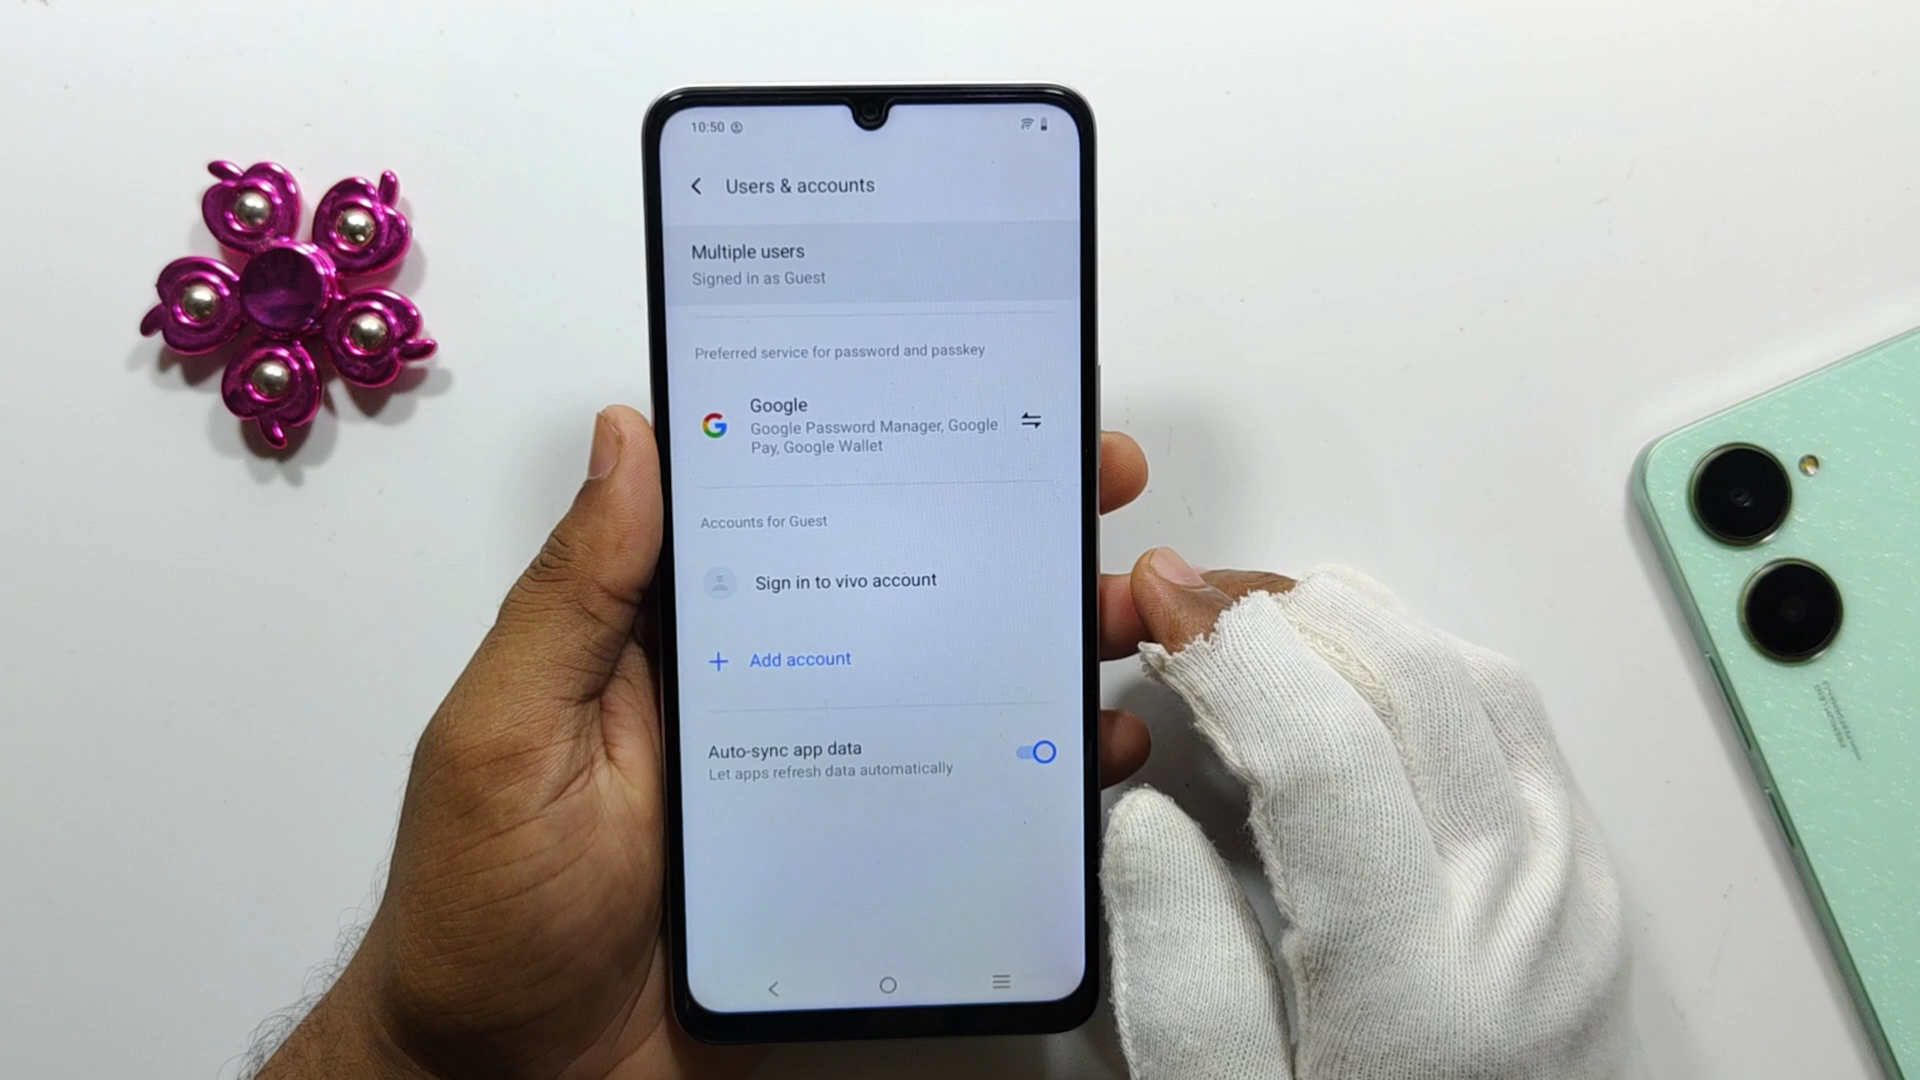 10:50
Users & accounts
Multiple users
Signed in as Guest
Preferred service for password and passkey
Google
Google Password Manager, Google
Pay, Google Wallet
Accounts for Guest
Sign in to vivo account
Add account
Auto-sync app data
Let apps refresh data automatically